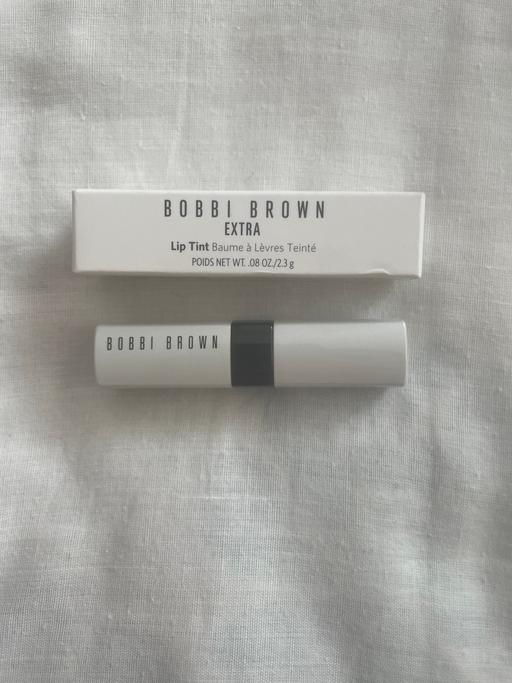 BOBBI BROWN
EXTRA
Lip Tint Baume à Lèvres Teinté
POIDS NET WT. .08 OZ./2.3 g
BOBBI BROWN